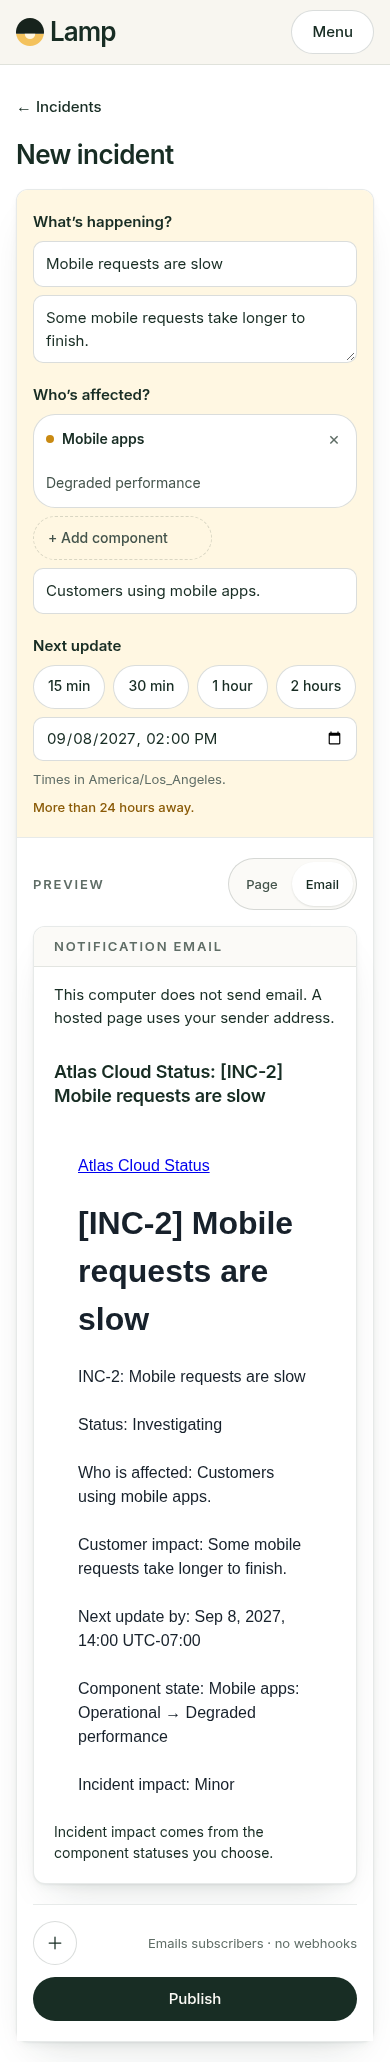 Lamp
Menu
← Incidents
New incident
What’s happening?
Mobile requests are slow
Some mobile requests take longer to
finish.
Who’s affected?
Mobile apps ×
Degraded performance
+ Add component
Customers using mobile apps.
Next update
15 min 30 min 1 hour 2 hours
09/08/2027, 02:00 PM
Times in America/Los_Angeles.
More than 24 hours away.
PREVIEW Page Email
NOTIFICATION EMAIL
This computer does not send email. A
hosted page uses your sender address.
Atlas Cloud Status: [INC-2]
Mobile requests are slow
Atlas Cloud Status
[INC-2] Mobile
requests are
slow
INC-2: Mobile requests are slow
Status: Investigating
Who is affected: Customers
using mobile apps.
Customer impact: Some mobile
requests take longer to finish.
Next update by: Sep 8, 2027,
14:00 UTC-07:00
Component state: Mobile apps:
Operational → Degraded
performance
Incident impact: Minor
Incident impact comes from the
component statuses you choose.
+ Emails subscribers · no webhooks
Publish